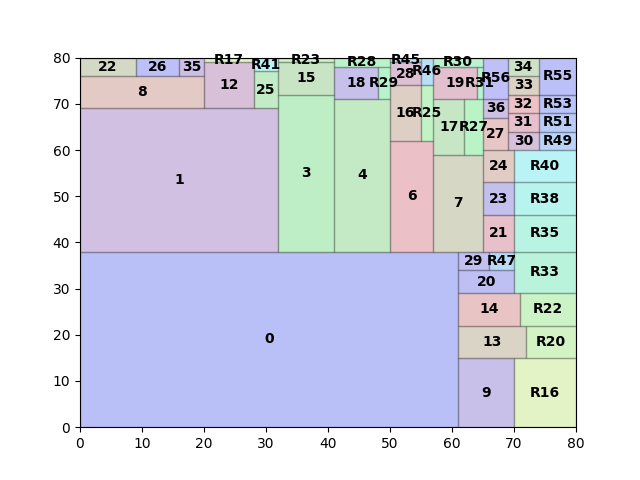 80 22 26 35 R17 R41 R23 R28 R45 R46 R30 R56 34 R55
8 12 25 15 18 R29 28 19 R31 33
70 36 32 R53
16 R25 17 R27 27 31 R51
30 R49
60 1 3 4 24 R40
50 6 7 23 R38
40 21 R35
29 R47 R33
30 20
20 0 14 R22
13 R20
10 9 R16
0
0 10 20 30 40 50 60 70 80